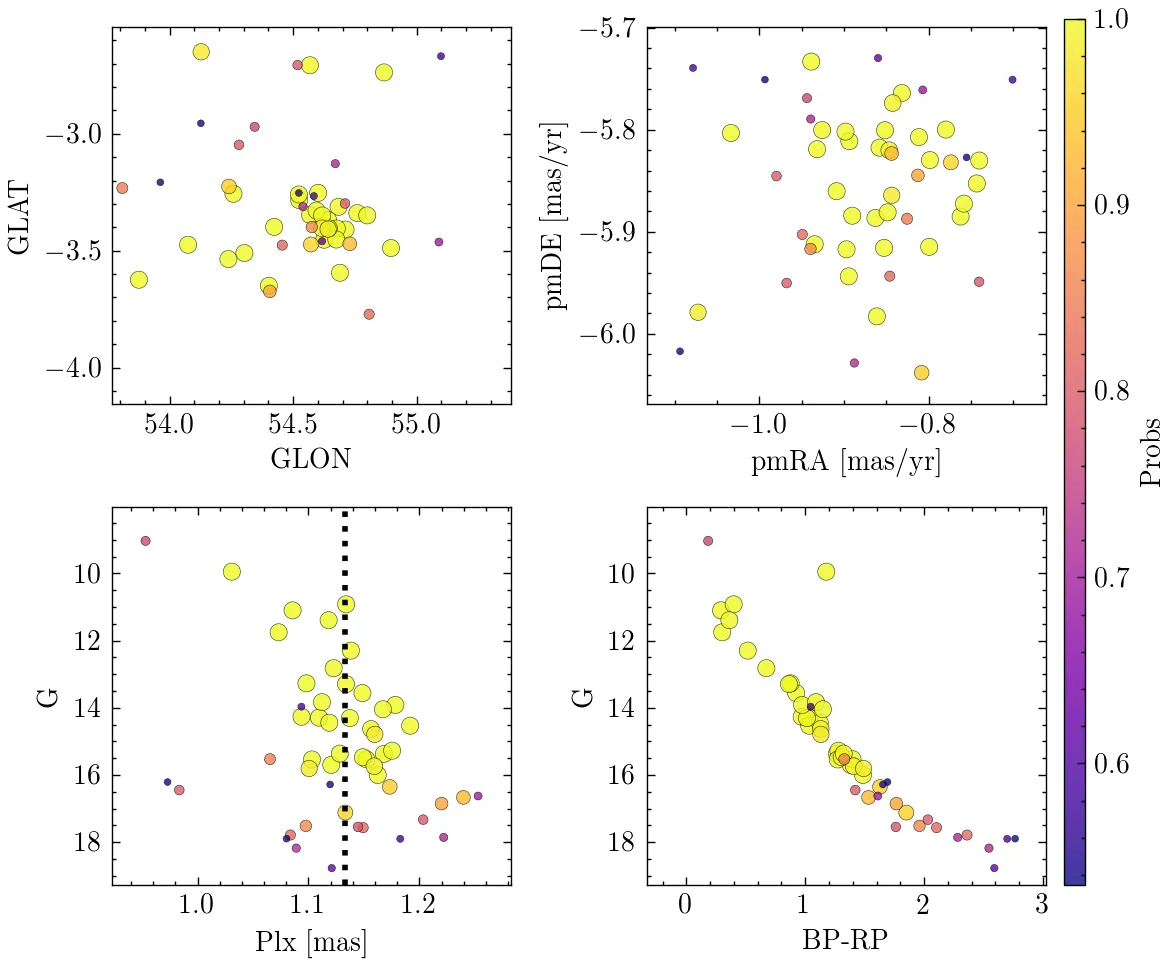 −3.0
−3.5
−4.0
GLAT
54.0 54.5 55.0
GLON
−5.7
−5.8
−5.9
−6.0
pmDE [mas/yr]
−1.0 −0.8
pmRA [mas/yr]
10
12
14
16
18
G
1.0 1.1 1.2
Plx [mas]
10
12
14
16
18
G
0 1 2 3
BP-RP
1.0
0.9
0.8
0.7
0.6
Probs